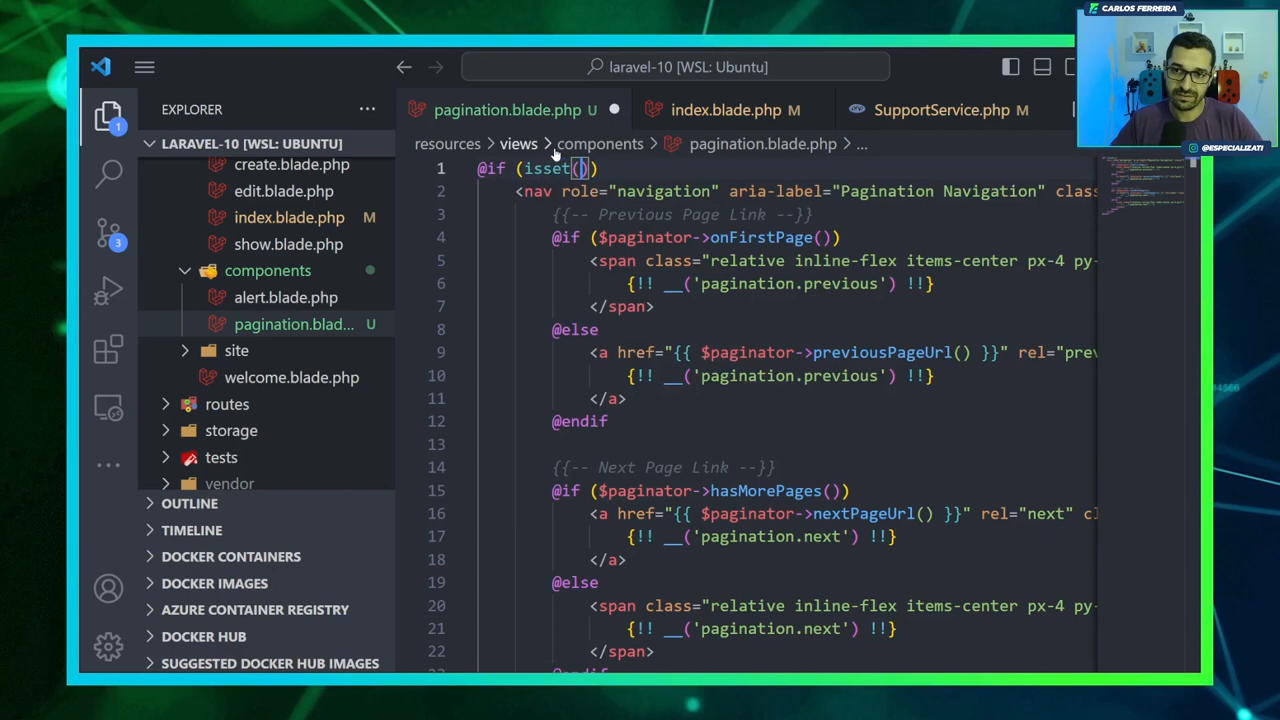 CARLOS FERREIRA
@ESPECIALIZATI
laravel-10 [WSL: Ubuntu]
EXPLORER
pagination.blade.php U
index.blade.php M
SupportService.php M
LARAVEL-10 [WSL: UBUNTU]
resources > views > components > pagination.blade.php > ...
create.blade.php
edit.blade.php
index.blade.php M
show.blade.php
components
alert.blade.php
pagination.blad... U
site
welcome.blade.php
routes
storage
tests
vendor
OUTLINE
TIMELINE
DOCKER CONTAINERS
DOCKER IMAGES
AZURE CONTAINER REGISTRY
DOCKER HUB
SUGGESTED DOCKER HUB IMAGES
1
3
1 @if (isset())
2 <nav role="navigation" aria-label="Pagination Navigation" class
3 {{-- Previous Page Link --}}
4 @if ($paginator->onFirstPage())
5 <span class="relative inline-flex items-center px-4 py-
6 {!! __('pagination.previous') !!}
7 </span>
8 @else
9 <a href="{{ $paginator->previousPageUrl() }}" rel="prev
10 {!! __('pagination.previous') !!}
11 </a>
12 @endif
13
14 {{-- Next Page Link --}}
15 @if ($paginator->hasMorePages())
16 <a href="{{ $paginator->nextPageUrl() }}" rel="next" cl
17 {!! __('pagination.next') !!}
18 </a>
19 @else
20 <span class="relative inline-flex items-center px-4 py-
21 {!! __('pagination.next') !!}
22 </span>
@endif